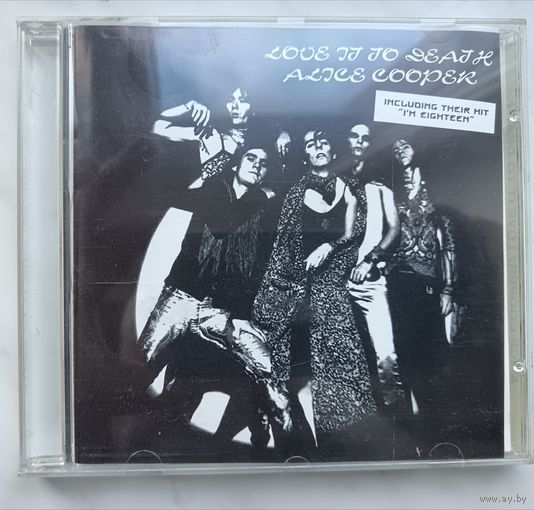 LOVE IT TO DEATH
ALICE COOPER
INCLUDING THEIR HIT
"I'M EIGHTEEN"
www.ay.by